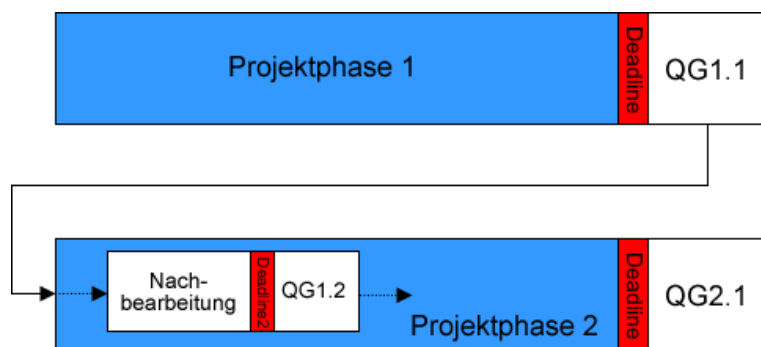 Projektphase 1
Deadline
QG1.1
Nach-
bearbeitung
Deadline2
QG1.2
Projektphase 2
Deadline
QG2.1